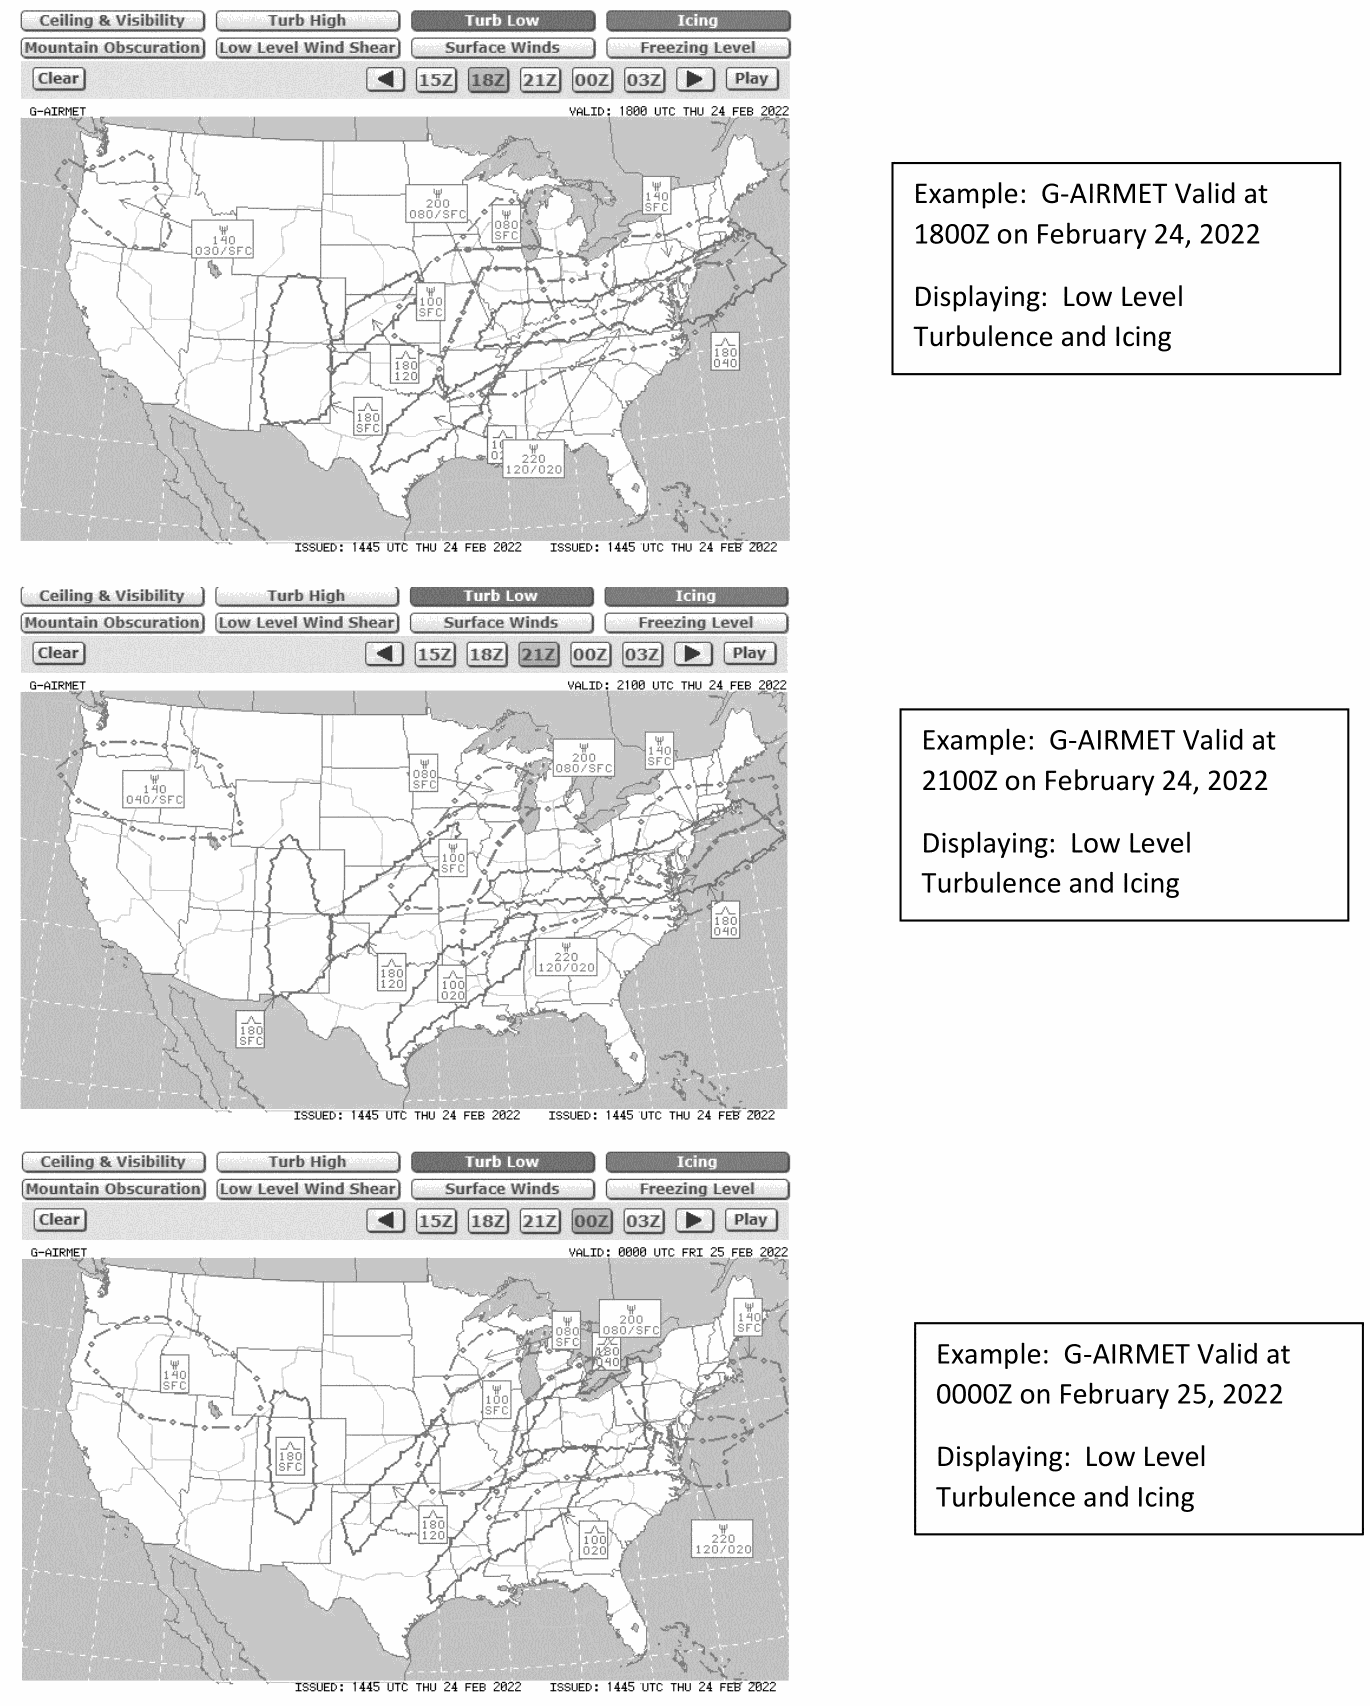 Ceiling & Visibility Turb High Turb Low Icing
Mountain Obscuration Low Level Wind Shear Surface Winds Freezing Level
Clear 15Z 18Z 21Z 00Z 03Z Play
G-AIRMET VALID: 1800 UTC THU 24 FEB 2022
200
080/SFC
080
SFC
140
SFC
140
030/SFC
100
SFC
180
040
180
120
180
SFC
220
120/020
ISSUED: 1445 UTC THU 24 FEB 2022 ISSUED: 1445 UTC THU 24 FEB 2022
Example: G-AIRMET Valid at
1800Z on February 24, 2022
Displaying: Low Level
Turbulence and Icing
Ceiling & Visibility Turb High Turb Low Icing
Mountain Obscuration Low Level Wind Shear Surface Winds Freezing Level
Clear 15Z 18Z 21Z 00Z 03Z Play
G-AIRMET VALID: 2100 UTC THU 24 FEB 2022
080
SFC
200
080/SFC
140
SFC
140
040/SFC
100
SFC
180
040
180
120
100
020
220
120/020
180
SFC
ISSUED: 1445 UTC THU 24 FEB 2022 ISSUED: 1445 UTC THU 24 FEB 2022
Example: G-AIRMET Valid at
2100Z on February 24, 2022
Displaying: Low Level
Turbulence and Icing
Ceiling & Visibility Turb High Turb Low Icing
Mountain Obscuration Low Level Wind Shear Surface Winds Freezing Level
Clear 15Z 18Z 21Z 00Z 03Z Play
G-AIRMET VALID: 0000 UTC FRI 25 FEB 2022
080
SFC
200
080/SFC
140
SFC
180
040
140
SFC
100
SFC
180
SFC
180
120
100
020
220
120/020
ISSUED: 1445 UTC THU 24 FEB 2022 ISSUED: 1445 UTC THU 24 FEB 2022
Example: G-AIRMET Valid at
0000Z on February 25, 2022
Displaying: Low Level
Turbulence and Icing